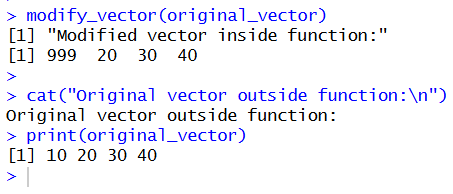 > modify_vector(original_vector)
[1] "Modified vector inside function:"
[1] 999  20  30  40
>
> cat("Original vector outside function:\n")
Original vector outside function:
> print(original_vector)
[1] 10 20 30 40
>